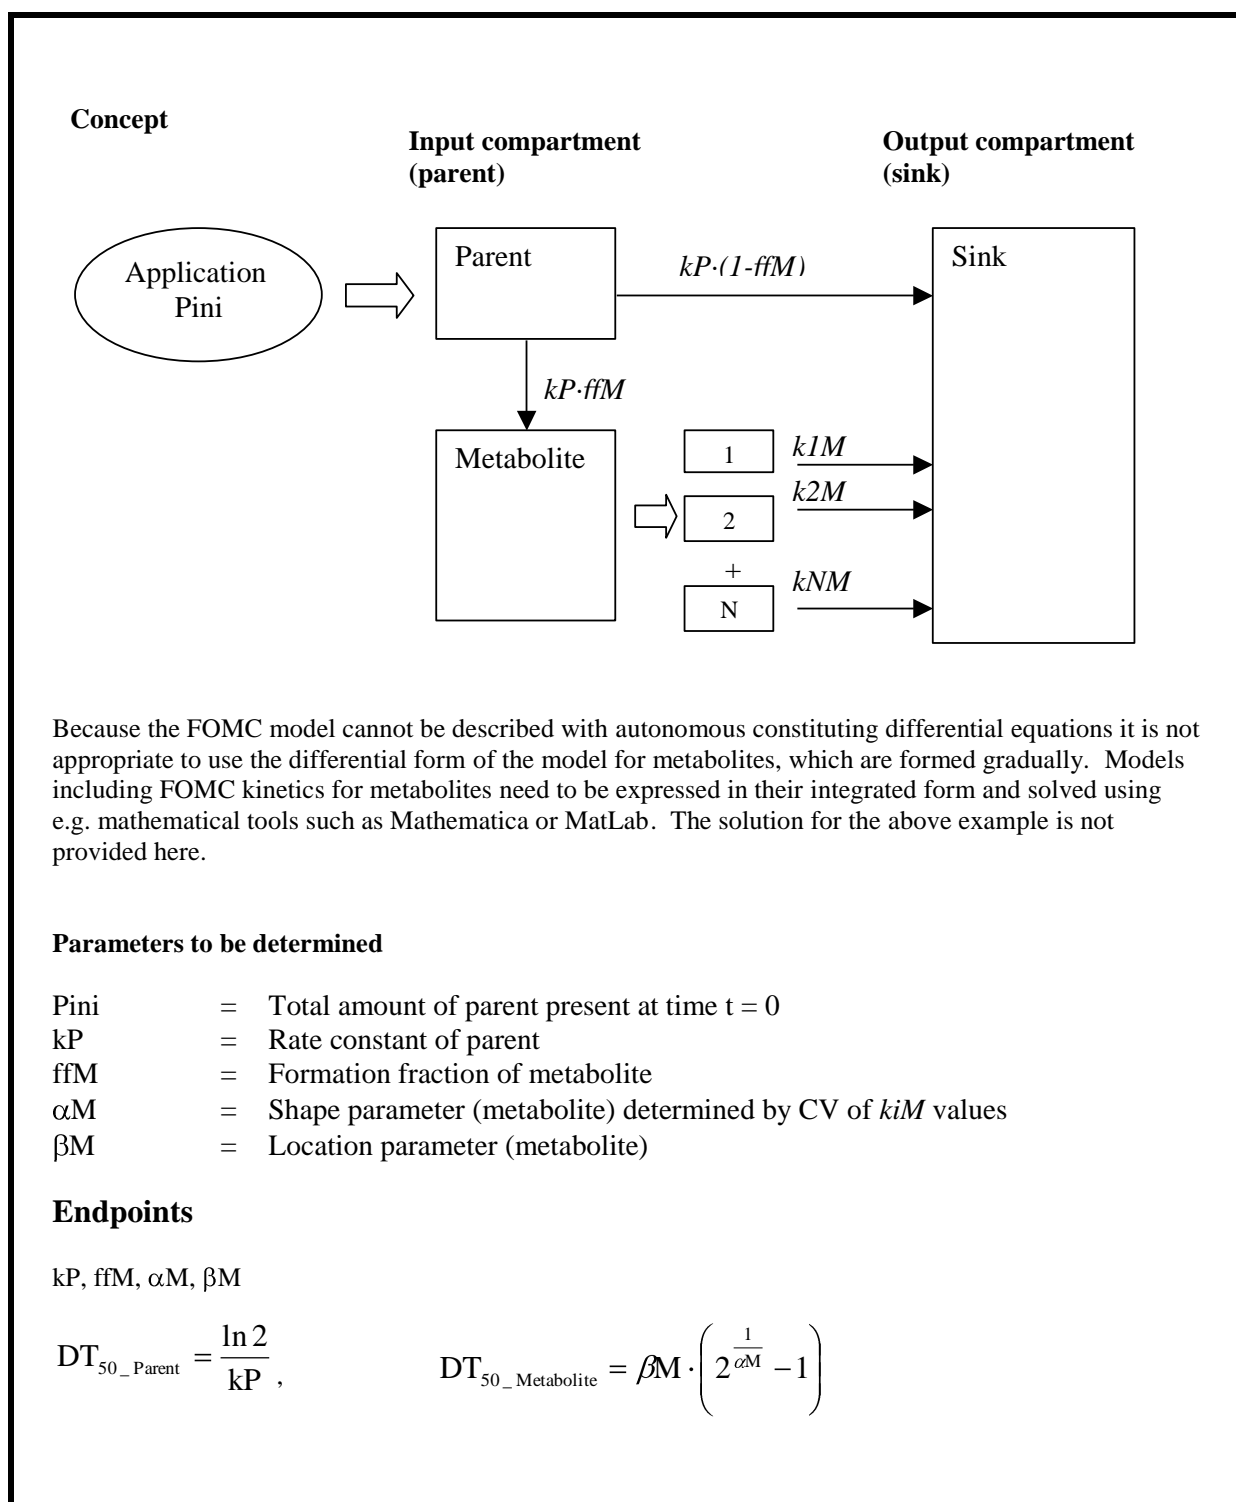 Concept
Input compartment
(parent)
Output compartment
(sink)
Application
Pini
Parent
kP·(1-ffM)
Sink
kP·ffM
Metabolite
1
k1M
2
k2M
+
N
kNM
Because the FOMC model cannot be described with autonomous constituting differential equations it is not
appropriate to use the differential form of the model for metabolites, which are formed gradually. Models
including FOMC kinetics for metabolites need to be expressed in their integrated form and solved using
e.g. mathematical tools such as Mathematica or MatLab. The solution for the above example is not
provided here.
Parameters to be determined
Pini = Total amount of parent present at time t = 0
kP = Rate constant of parent
ffM = Formation fraction of metabolite
αM = Shape parameter (metabolite) determined by CV of kiM values
βM = Location parameter (metabolite)
Endpoints
kP, ffM, αM, βM
DT50_Parent = ln 2 / kP , DT50_Metabolite = βM · (2^(1/αM) − 1)